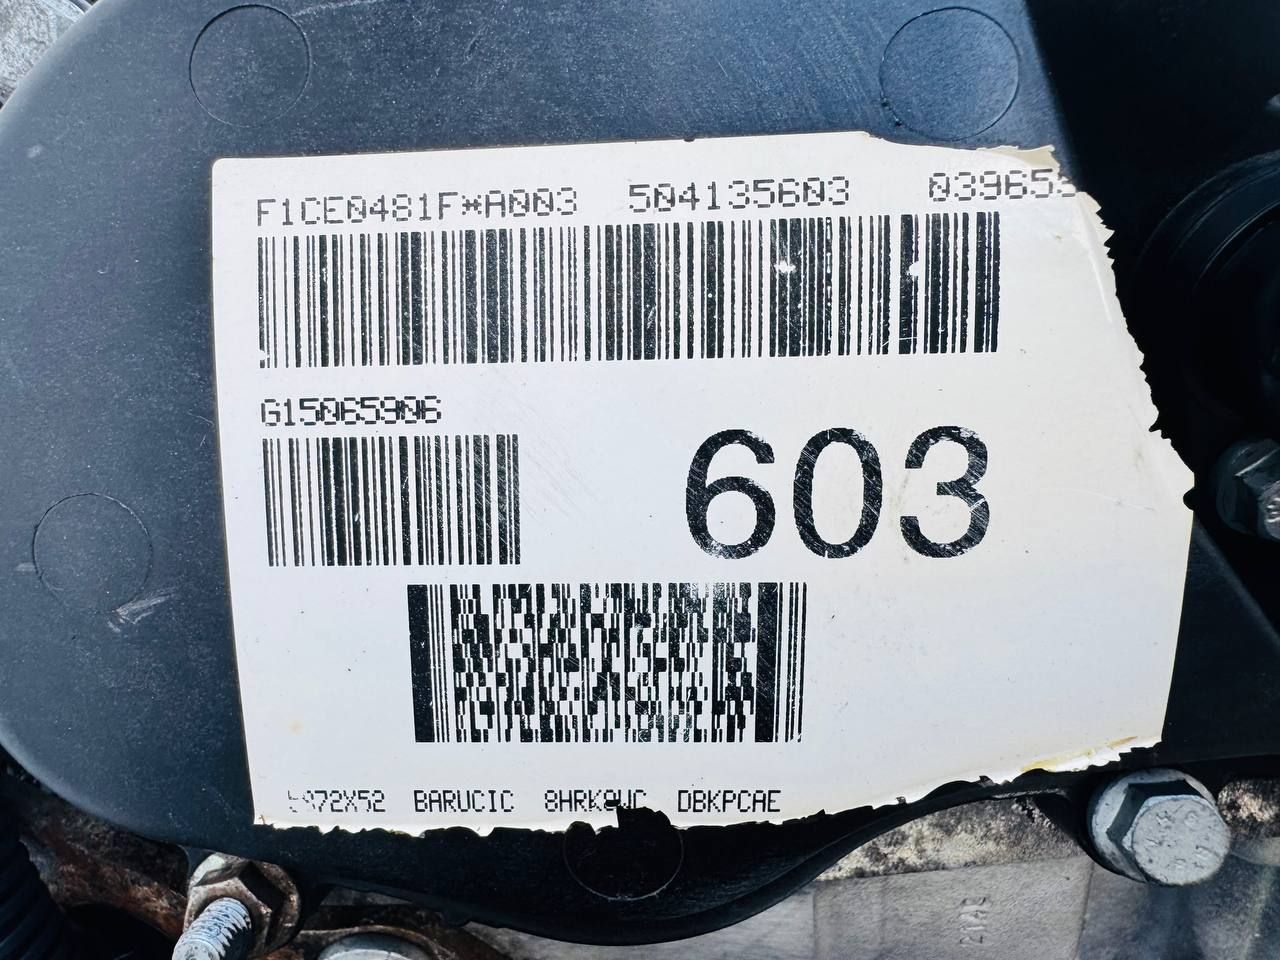 F1CE0481F*A003 504135603
G15065906
603
BARUCIC DBKPCAE